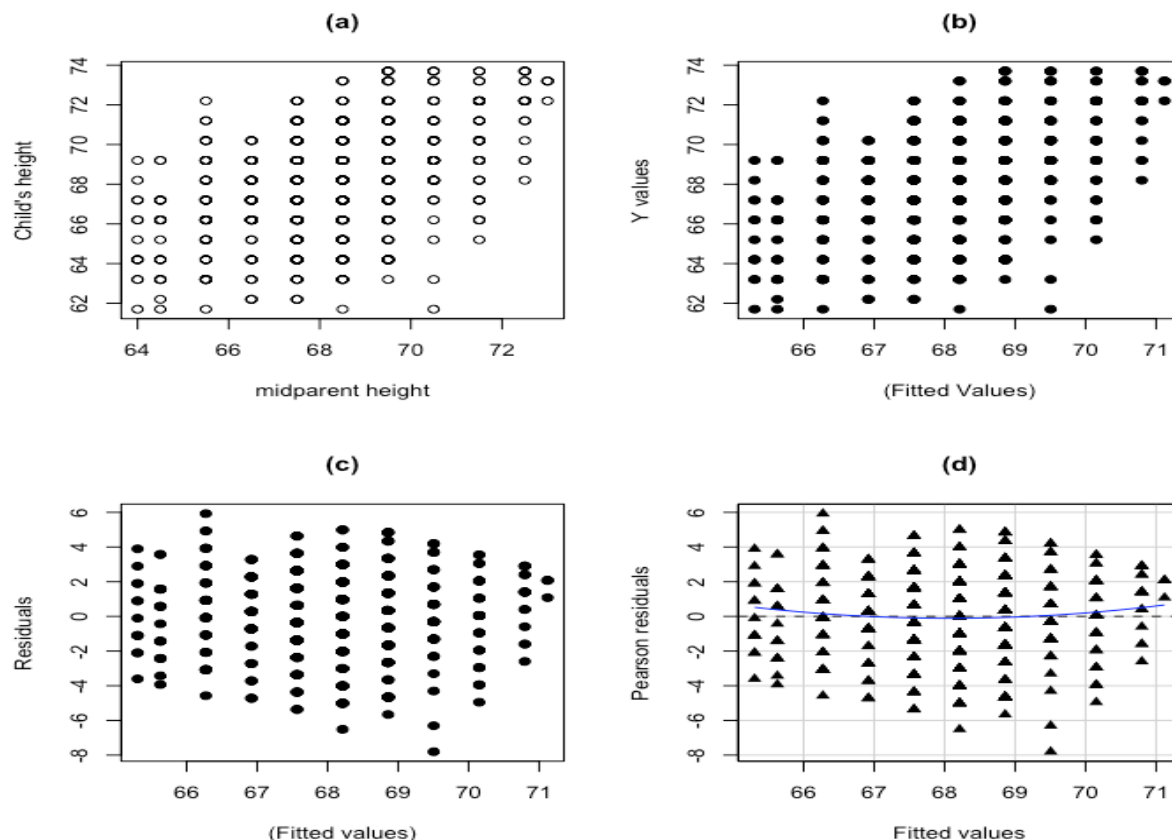 (a)
Child's height
74
72
70
68
66
64
62
64 66 68 70 72
midparent height
(b)
Y values
74
72
70
68
66
64
62
66 67 68 69 70 71
(Fitted Values)
(c)
Residuals
6
4
2
0
-2
-4
-6
-8
66 67 68 69 70 71
(Fitted values)
(d)
Pearson residuals
6
4
2
0
-2
-4
-6
-8
66 67 68 69 70 71
Fitted values